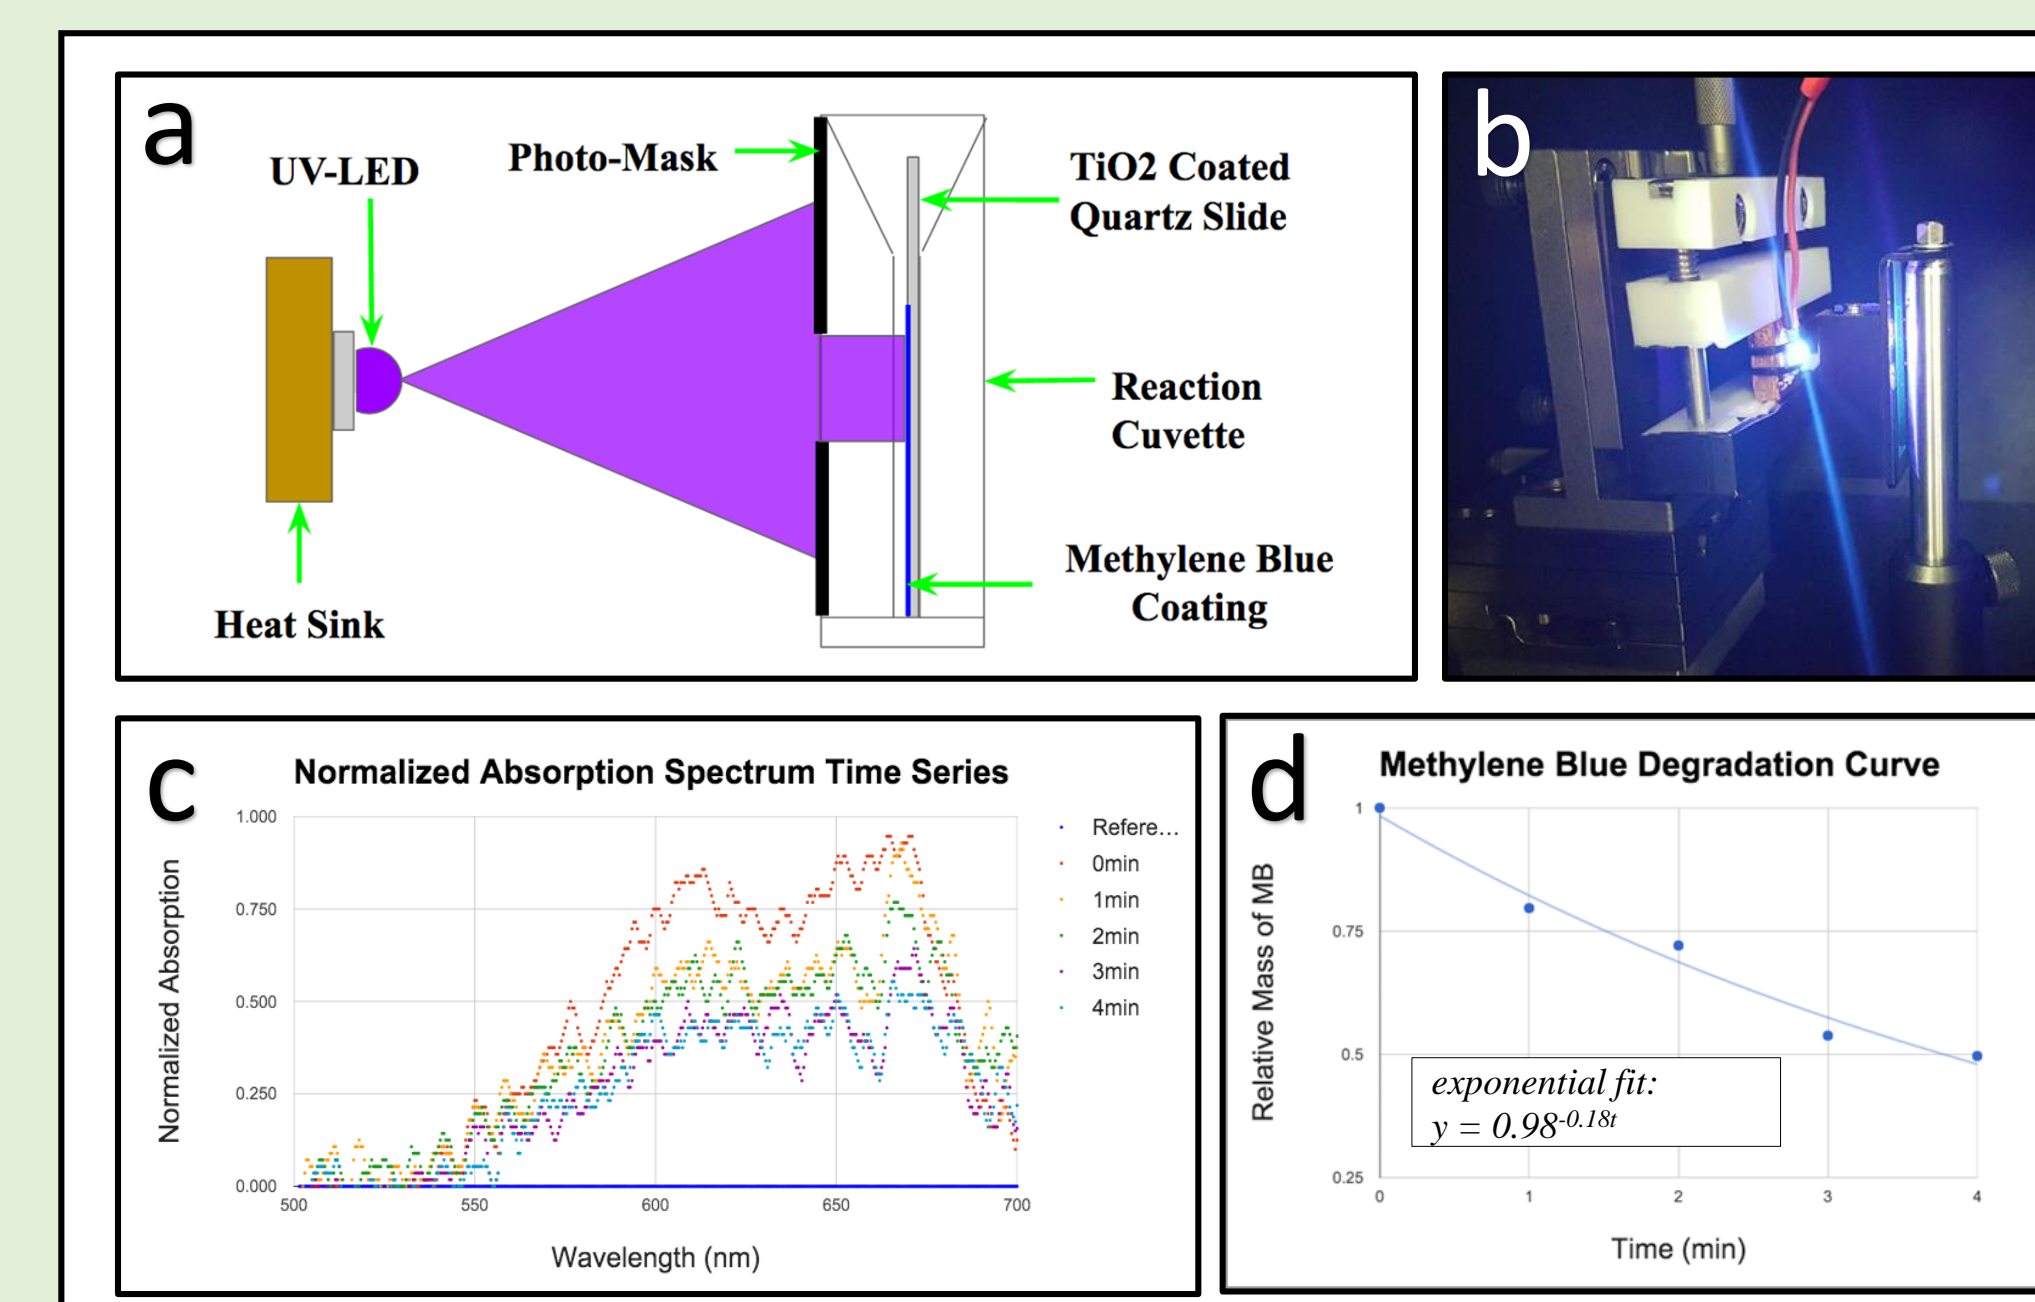 a
UV-LED
Photo-Mask
TiO2 Coated
Quartz Slide
Reaction
Cuvette
Methylene Blue
Coating
Heat Sink
b
c
Normalized Absorption Spectrum Time Series
Normalized Absorption
1.000
0.750
0.500
0.250
0.000
500 550 600 650 700
Wavelength (nm)
Refere...
0min
1min
2min
3min
4min
d
Methylene Blue Degradation Curve
Relative Mass of MB
1
0.75
0.5
0.25
exponential fit:
y = 0.98-0.18t
0 1 2 3 4
Time (min)